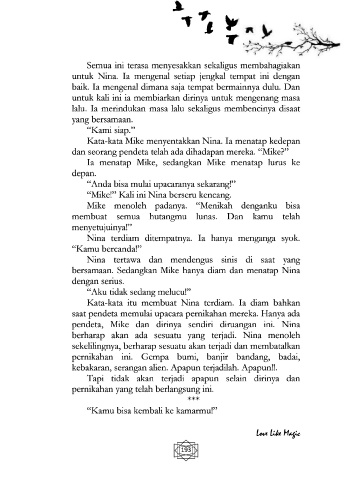 Semua ini terasa menyesakkan sekaligus membahagiakan
untuk Nina. Ia mengenal setiap jengkal tempat ini dengan
baik. Ia mengenal dimana saja tempat bermainnya dulu. Dan
untuk kali ini ia membiarkan dirinya untuk mengenang masa
lalu. Ia merindukan masa lalu sekaligus membencinya disaat
yang bersamaan.
“Kami siap.”
Kata-kata Mike menyentakkan Nina. Ia menatap kedepan
dan seorang pendeta telah ada dihadapan mereka. “Mike?”
Ia menatap Mike, sedangkan Mike menatap lurus ke
depan.
“Anda bisa mulai upacaranya sekarang!”
“Mike!” Kali ini Nina berseru kencang.
Mike menoleh padanya. “Menikah denganku bisa
membuat semua hutangmu lunas. Dan kamu telah
menyetujuinya!”
Nina terdiam ditempatnya. Ia hanya menganga syok.
“Kamu bercanda!”
Nina tertawa dan mendengus sinis di saat yang
bersamaan. Sedangkan Mike hanya diam dan menatap Nina
dengan serius.
“Aku tidak sedang melucu!”
Kata-kata itu membuat Nina terdiam. Ia diam bahkan
saat pendeta memulai upacara pernikahan mereka. Hanya ada
pendeta, Mike dan dirinya sendiri diruangan ini. Nina
berharap akan ada sesuatu yang terjadi. Nina menoleh
sekelilingnya, berharap sesuatu akan terjadi dan membatalkan
pernikahan ini. Gempa bumi, banjir bandang, badai,
kebakaran, serangan alien. Apapun terjadilah. Apapun!!.
Tapi tidak akan terjadi apapun selain dirinya dan
pernikahan yang telah berlangsung ini.
***
“Kamu bisa kembali ke kamarmu!”
Love Like Magic
193